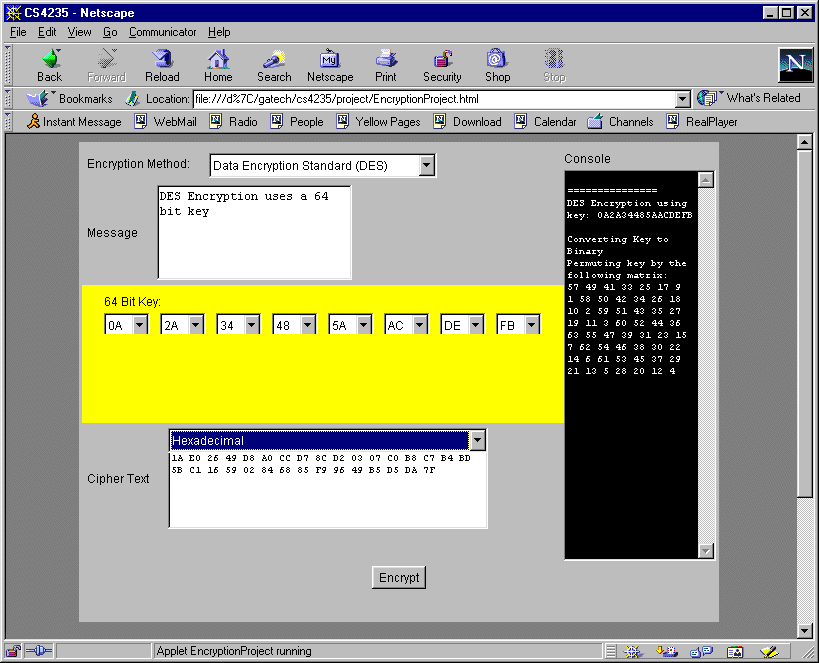 CS4235 - Netscape
File Edit View Go Communicator Help
Back Forward Reload Home Search Netscape Print Security Shop Stop
My
N
Bookmarks Location: file:///d%7C/gatech/cs4235/project/EncryptionProject.html What's Related
Instant Message WebMail Radio People Yellow Pages Download Calendar Channels RealPlayer
Encryption Method: Data Encryption Standard (DES)
Message
DES Encryption uses a 64
bit key
64 Bit Key:
0A 2A 34 48 5A AC DE FB
Hexadecimal
Cipher Text
1A E0 26 49 D8 A0 CC D7 8C D2 03 07 C0 B8 C7 B4 BD
5B C1 16 59 02 84 68 85 F9 96 49 B5 D5 DA 7F
Encrypt
Console
===============
DES Encryption using
key: 0A2A34485AACDEFB
Converting Key to
Binary
Permuting key by the
following matrix:
57 49 41 33 25 17 9
1 58 50 42 34 26 18
10 2 59 51 43 35 27
19 11 3 60 52 44 36
63 55 47 39 31 23 15
7 62 54 46 38 30 22
14 6 61 53 45 37 29
21 13 5 28 20 12 4
Applet EncryptionProject running